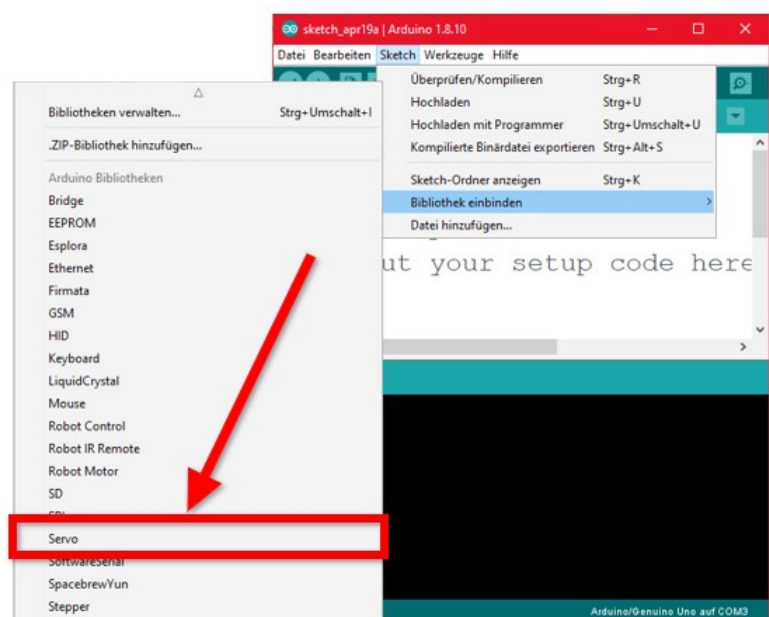 sketch_apr19a | Arduino 1.8.10
Datei Bearbeiten Sketch Werkzeuge Hilfe
Überprüfen/Kompilieren Strg+R
Hochladen Strg+U
Hochladen mit Programmer Strg+Umschalt+U
Kompilierte Binärdatei exportieren Strg+Alt+S
Sketch-Ordner anzeigen Strg+K
Bibliothek einbinden
Datei hinzufügen...
Bibliotheken verwalten... Strg+Umschalt+I
.ZIP-Bibliothek hinzufügen...
Arduino Bibliotheken
Bridge
EEPROM
Esplora
Ethernet
Firmata
GSM
HID
Keyboard
LiquidCrystal
Mouse
Robot Control
Robot IR Remote
Robot Motor
SD
Servo
SoftwareSerial
SpacebrewYun
Stepper
ut your setup code here
Arduino/Genuino Uno auf COM3